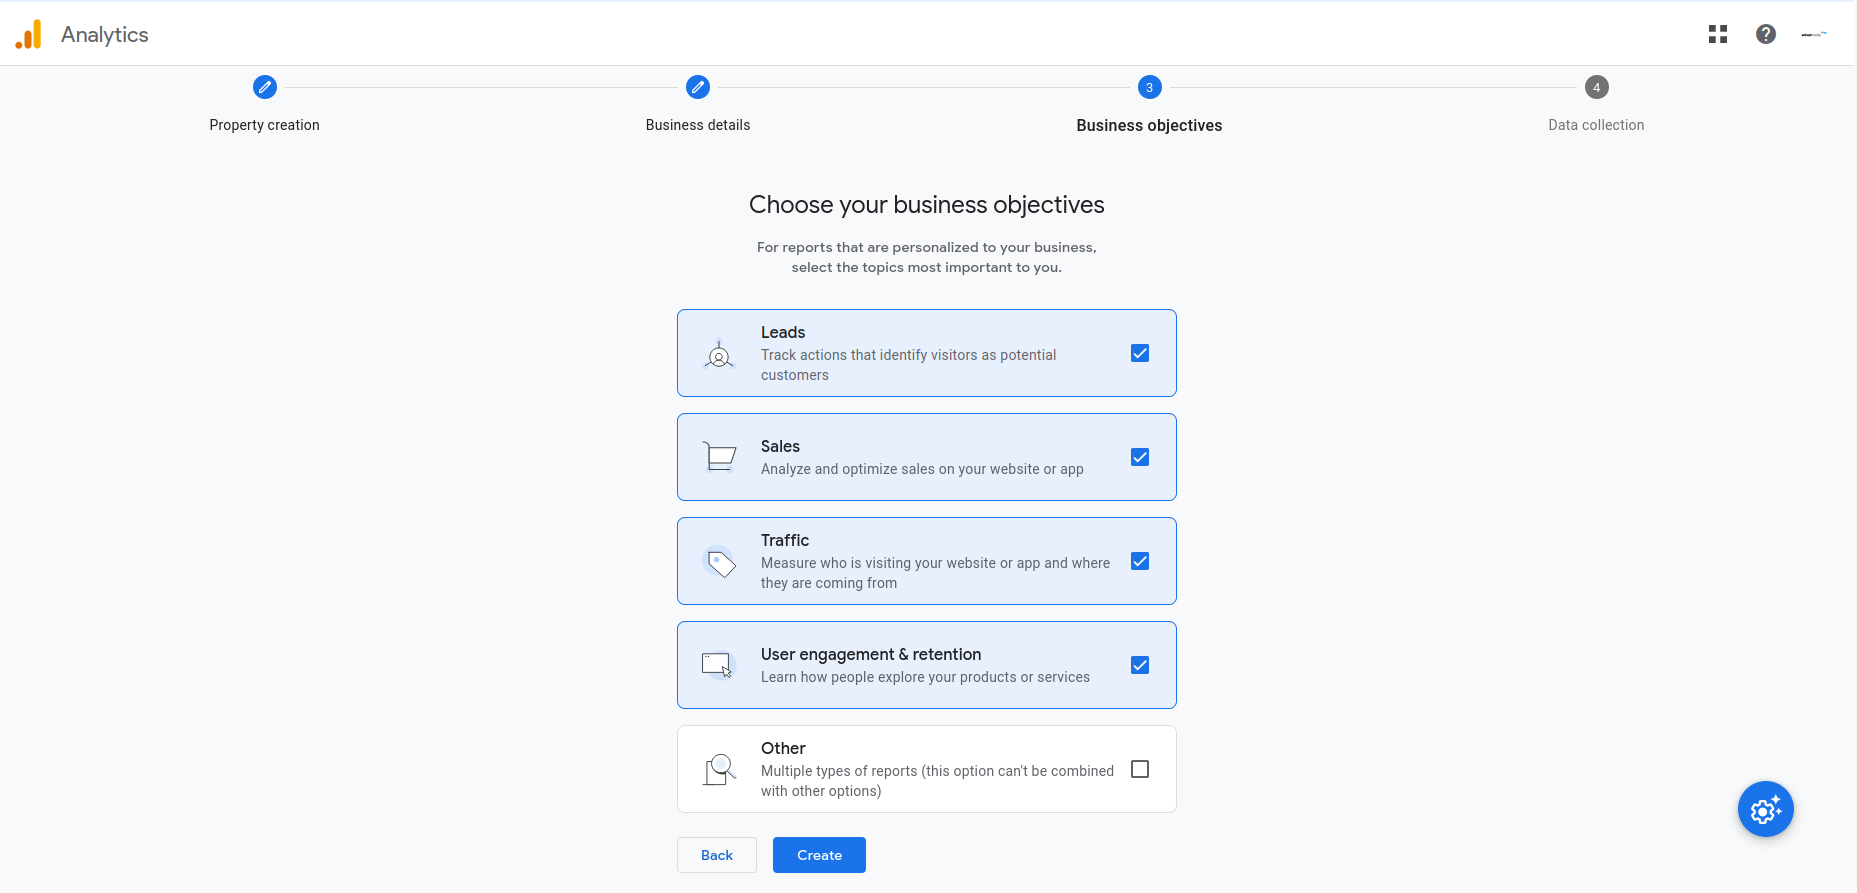 Analytics
3
4
Property creation
Business details
Business objectives
Data collection
Choose your business objectives
For reports that are personalized to your business,
select the topics most important to you.
Leads
Track actions that identify visitors as potential
customers
Sales
Analyze and optimize sales on your website or app
Traffic
Measure who is visiting your website or app and where
they are coming from
User engagement & retention
Learn how people explore your products or services
Other
Multiple types of reports (this option can't be combined
with other options)
Back
Create